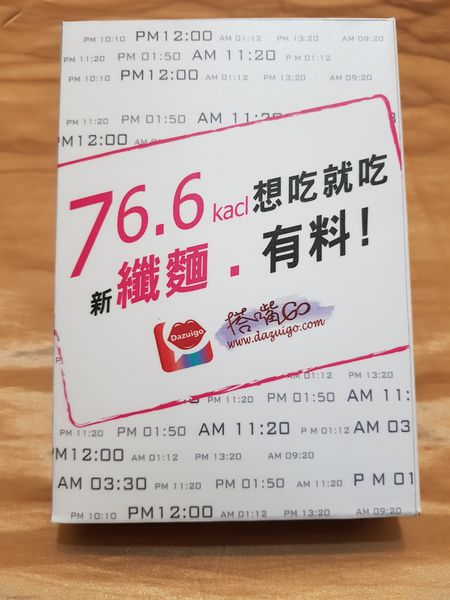 PM 10:10 PM12:00 AM 01:12 PM 13:20 AM 09:20
PM 11:20 PM 01:50 AM 11:20 PM 01:12
PM 10:10 PM12:00 AM 01:12 PM 13:20 AM 09:20
PM 11:20 PM 01:50 AM 11:20
PM12:00
76.6 kacl 想吃就吃
新纖麵.有料!
Dazuigo
搭嘴GO
www.dazuigo.com
AM 01:12 PM 13:20
PM 11:20 PM 01:50 AM 11:
PM 11:20 PM 01:50 AM 11:20 PM 01:12 AM 03
PM12:00 AM 01:12 PM 13:20 AM 09:20
AM 03:30 PM 11:20 PM 01:50 AM 11:20 PM 01
PM 10:10 PM12:00 AM 01:12 PM 13:20 AM 09:20